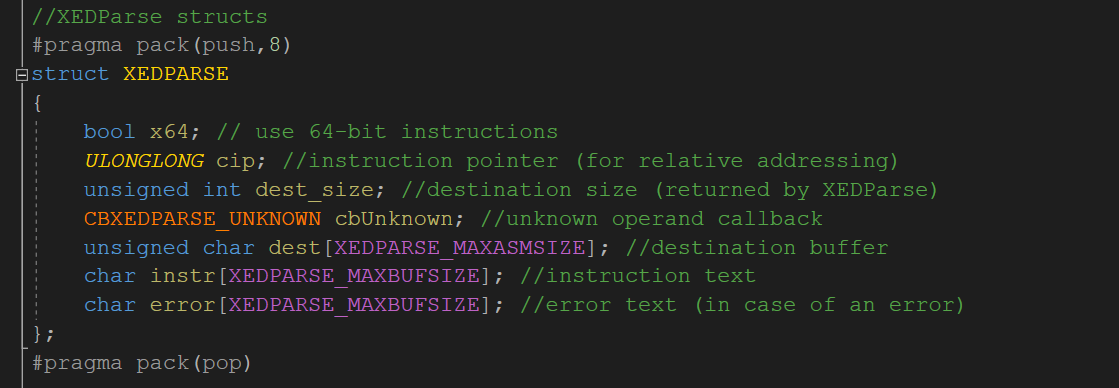 //XEDParse structs
#pragma pack(push,8)
struct XEDPARSE
{
bool x64; // use 64-bit instructions
ULONGLONG cip; //instruction pointer (for relative addressing)
unsigned int dest_size; //destination size (returned by XEDParse)
CBXEDPARSE_UNKNOWN cbUnknown; //unknown operand callback
unsigned char dest[XEDPARSE_MAXASMSIZE]; //destination buffer
char instr[XEDPARSE_MAXBUFSIZE]; //instruction text
char error[XEDPARSE_MAXBUFSIZE]; //error text (in case of an error)
};
#pragma pack(pop)